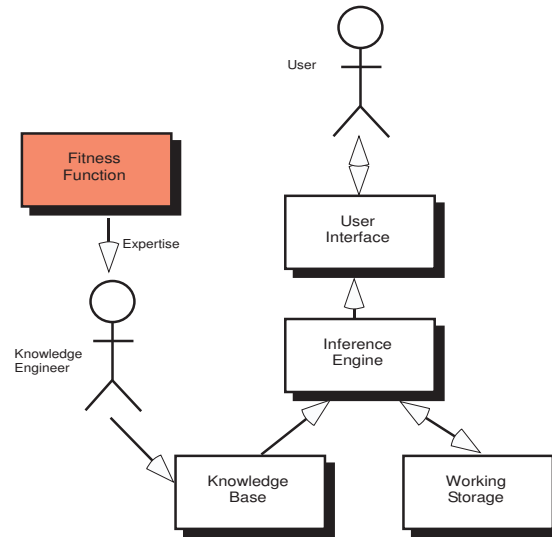 User
Fitness
Function
User
Interface
Expertise
Inference
Engine
Knowledge
Engineer
Knowledge
Base
Working
Storage